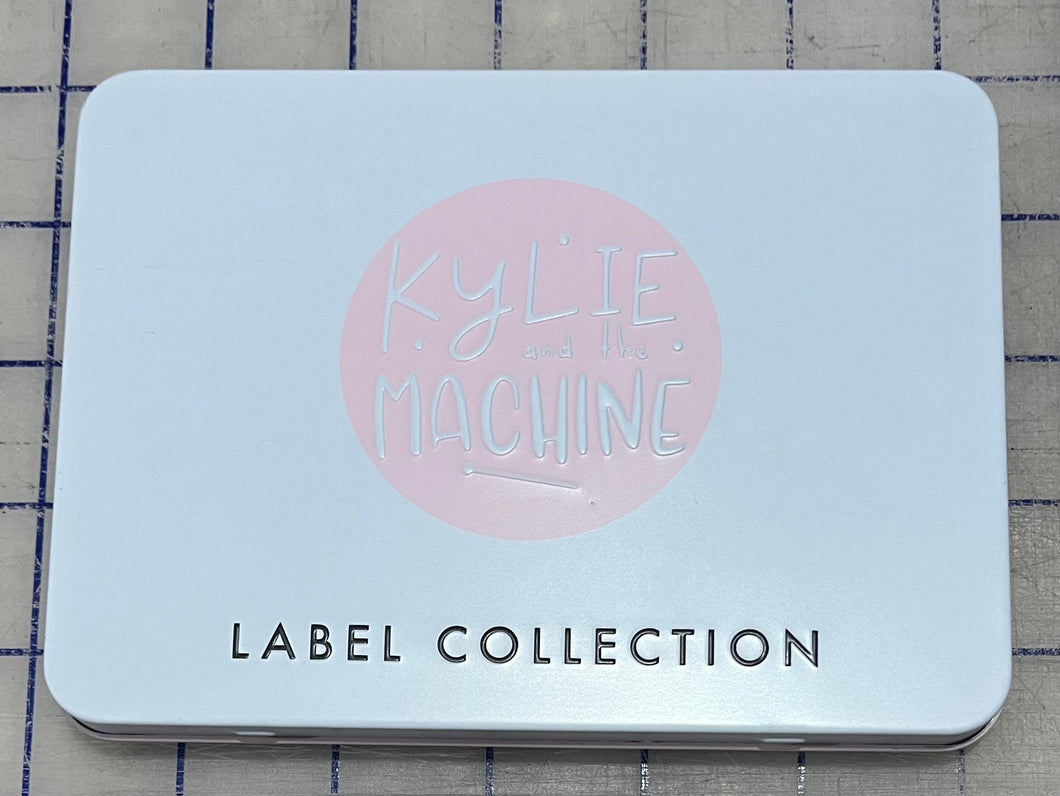 KYLIE
and the
MACHINE
LABEL COLLECTION